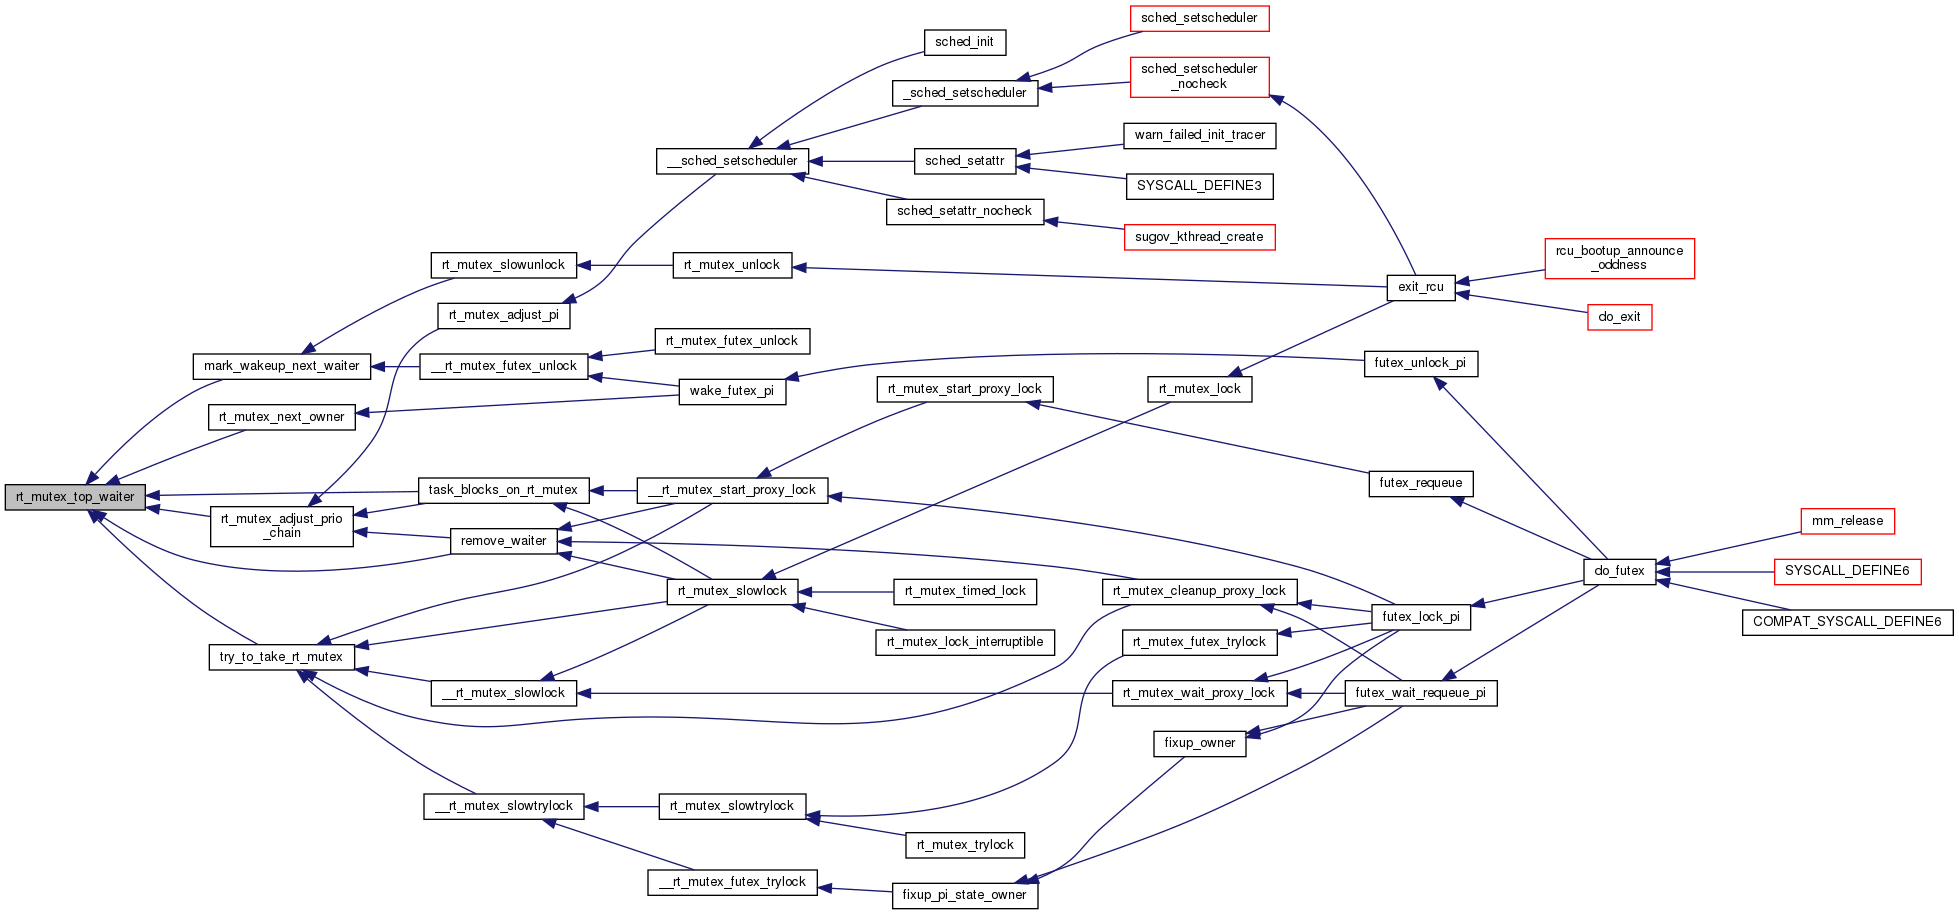 sched_setscheduler
sched_init
sched_setscheduler
_nocheck
_sched_setscheduler
warn_failed_init_tracer
__sched_setscheduler
sched_setattr
SYSCALL_DEFINE3
sched_setattr_nocheck
sugov_kthread_create
rt_mutex_slowunlock
rt_mutex_unlock
rcu_bootup_announce
_oddness
exit_rcu
rt_mutex_adjust_pi
do_exit
rt_mutex_futex_unlock
mark_wakeup_next_waiter
__rt_mutex_futex_unlock
futex_unlock_pi
wake_futex_pi
rt_mutex_start_proxy_lock
rt_mutex_lock
rt_mutex_next_owner
rt_mutex_top_waiter
task_blocks_on_rt_mutex
__rt_mutex_start_proxy_lock
futex_requeue
rt_mutex_adjust_prio
_chain
mm_release
remove_waiter
do_futex
SYSCALL_DEFINE6
rt_mutex_slowlock
rt_mutex_timed_lock
rt_mutex_cleanup_proxy_lock
futex_lock_pi
COMPAT_SYSCALL_DEFINE6
rt_mutex_lock_interruptible
rt_mutex_futex_trylock
try_to_take_rt_mutex
__rt_mutex_slowlock
rt_mutex_wait_proxy_lock
futex_wait_requeue_pi
fixup_owner
__rt_mutex_slowtrylock
rt_mutex_slowtrylock
rt_mutex_trylock
__rt_mutex_futex_trylock
fixup_pi_state_owner